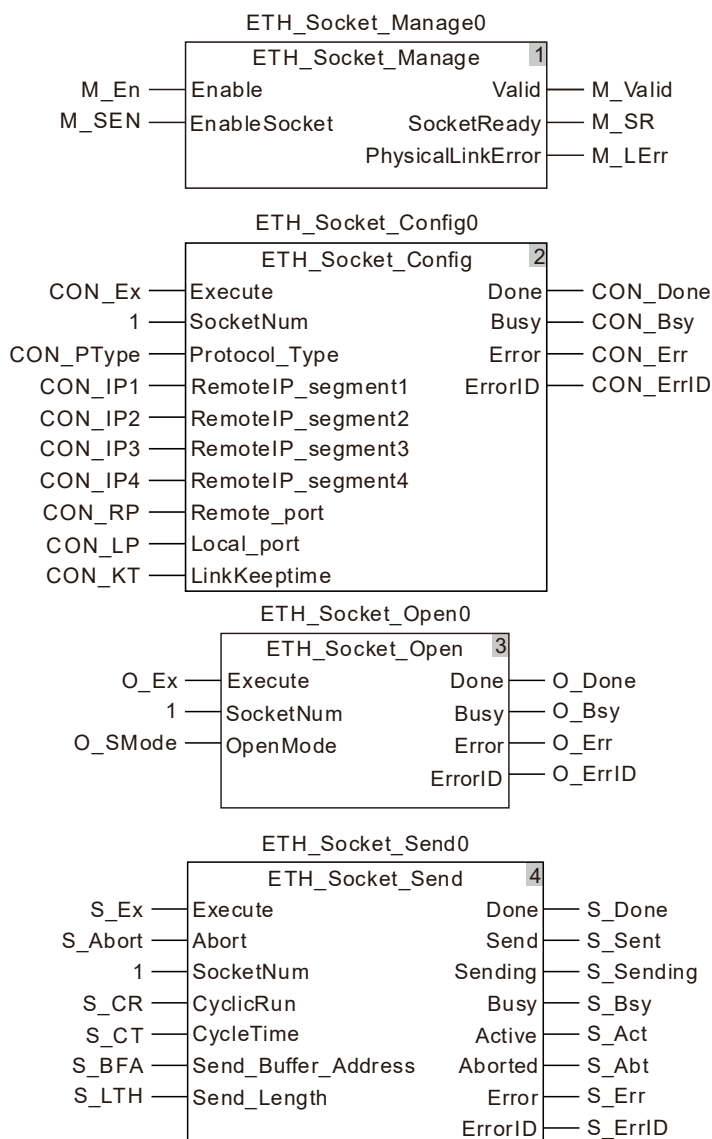 ETH_Socket_Manage0
ETH_Socket_Manage 1
M_En Enable Valid M_Valid
M_SEN EnableSocket SocketReady M_SR
PhysicalLinkError M_LErr
ETH_Socket_Config0
ETH_Socket_Config 2
CON_Ex Execute Done CON_Done
1 SocketNum Busy CON_Bsy
CON_PType Protocol_Type Error CON_Err
CON_IP1 RemoteIP_segment1 ErrorID CON_ErrID
CON_IP2 RemoteIP_segment2
CON_IP3 RemoteIP_segment3
CON_IP4 RemoteIP_segment4
CON_RP Remote_port
CON_LP Local_port
CON_KT LinkKeeptime
ETH_Socket_Open0
ETH_Socket_Open 3
O_Ex Execute Done O_Done
1 SocketNum Busy O_Bsy
O_SMode OpenMode Error O_Err
ErrorID O_ErrID
ETH_Socket_Send0
ETH_Socket_Send 4
S_Ex Execute Done S_Done
S_Abort Abort Send S_Sent
1 SocketNum Sending S_Sending
S_CR CyclicRun Busy S_Bsy
S_CT CycleTime Active S_Act
S_BFA Send_Buffer_Address Aborted S_Abt
S_LTH Send_Length Error S_Err
ErrorID S_ErrID